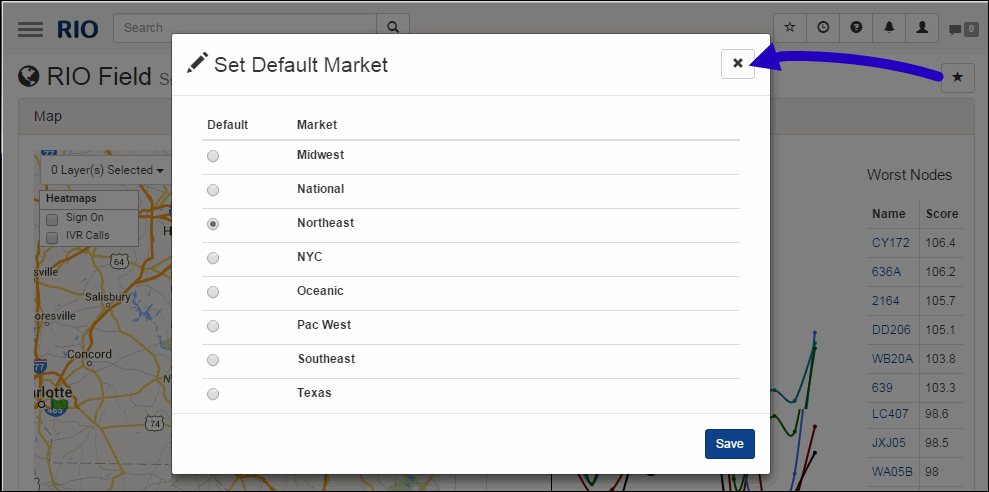 RIO Search 0
RIO Field
Set Default Market
Map
Default Market
Midwest
National
Northeast
NYC
Oceanic
Pac West
Southeast
Texas
Save
0 Layer(s) Selected
Heatmaps
Sign On
IVR Calls
77
64
sville
Salisbury
oresville
Concord
77
rlotte
485
74
Worst Nodes
Name Score
CY172 106.4
636A 106.2
2164 105.7
DD206 105.1
WB20A 103.8
639 103.3
LC407 98.6
JXJ05 98.5
WA05B 98